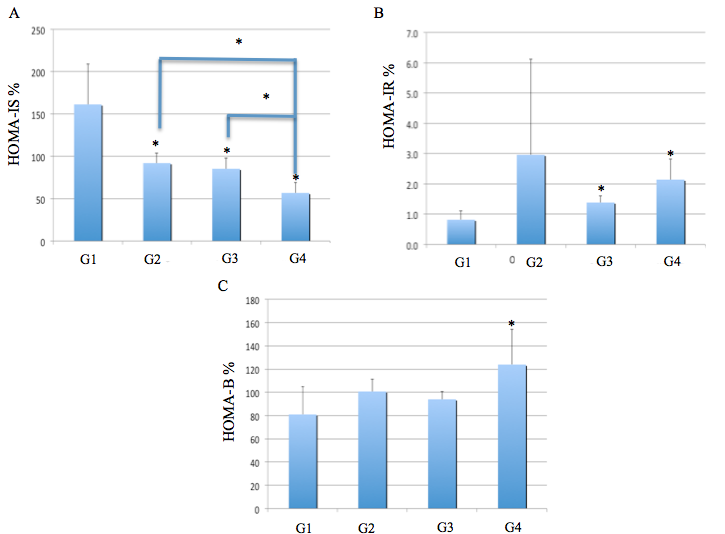 A
HOMA-IS %
250
200
150
100
50
0
*
*
*
*
*
G1
G2
G3
G4
B
HOMA-IR %
7.0
6.0
5.0
4.0
3.0
2.0
1.0
0.0
*
*
G1
0
G2
G3
G4
C
HOMA-B %
180
160
140
120
100
80
60
40
20
0
*
G1
G2
G3
G4